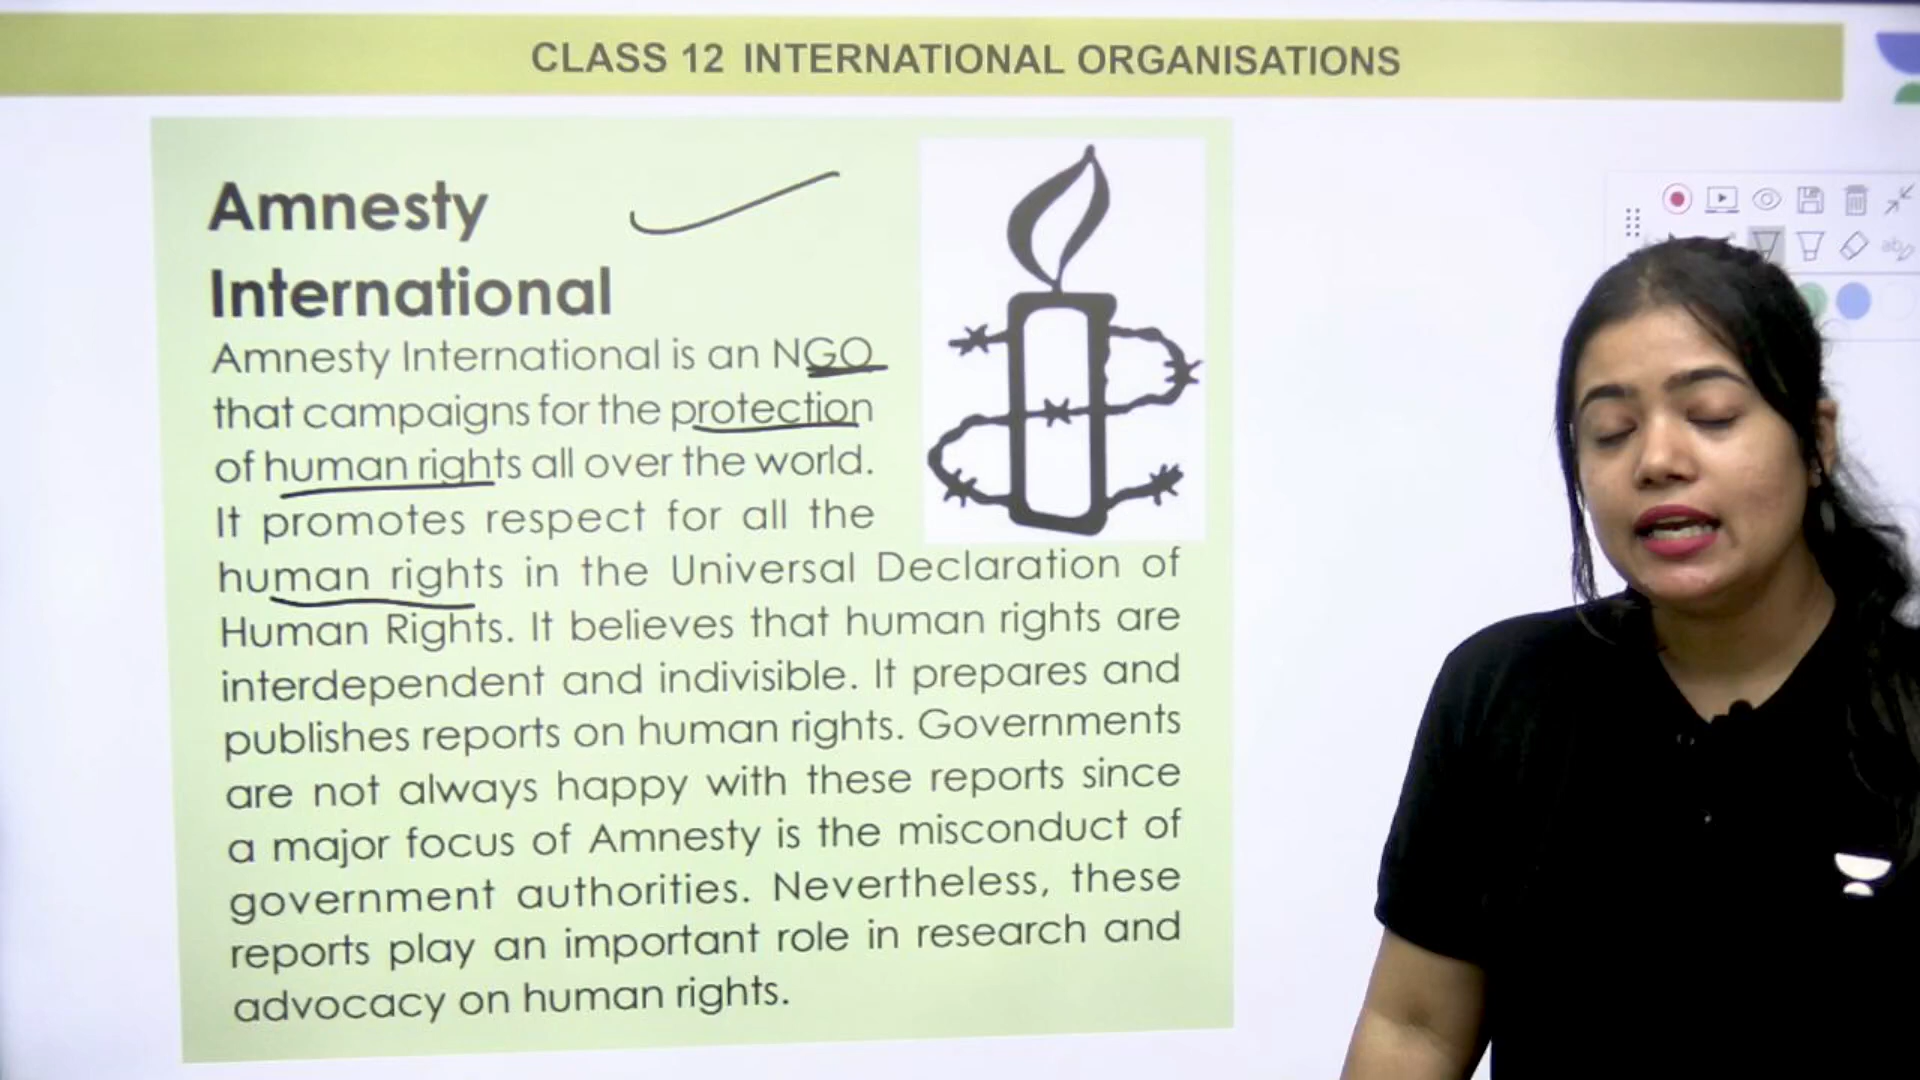 CLASS 12 INTERNATIONAL ORGANISATIONS
Amnesty
International
Amnesty International is an NGO
that campaigns for the protection
of human rights all over the world.
It promotes respect for all the
human rights in the Universal Declaration of
Human Rights. It believes that human rights are
interdependent and indivisible. It prepares and
publishes reports on human rights. Governments
are not always happy with these reports since
a major focus of Amnesty is the misconduct of
government authorities. Nevertheless, these
reports play an important role in research and
advocacy on human rights.
ab